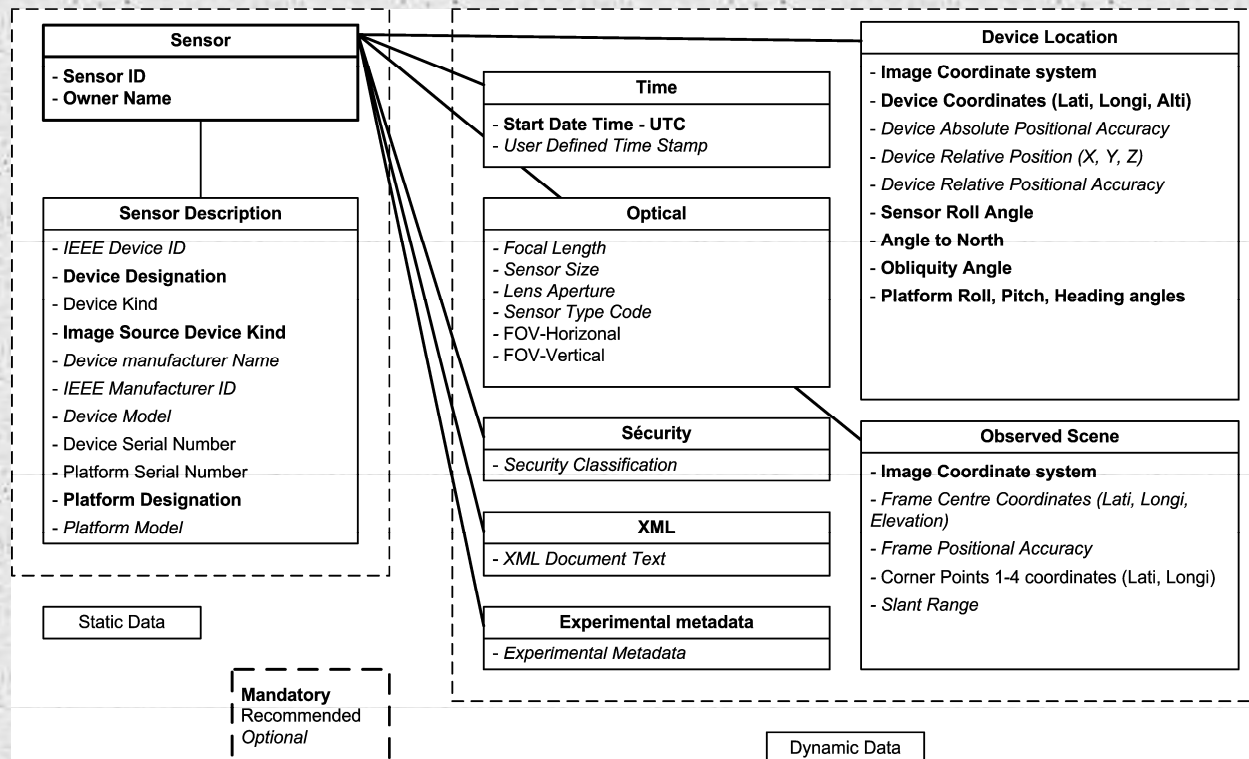 Sensor
- Sensor ID
- Owner Name
Sensor Description
- IEEE Device ID
- Device Designation
- Device Kind
- Image Source Device Kind
- Device manufacturer Name
- IEEE Manufacturer ID
- Device Model
- Device Serial Number
- Platform Serial Number
- Platform Designation
- Platform Model
Static Data
Mandatory
Recommended
Optional
Time
- Start Date Time - UTC
- User Defined Time Stamp
Optical
- Focal Length
- Sensor Size
- Lens Aperture
- Sensor Type Code
- FOV-Horizonal
- FOV-Vertical
Sécurity
- Security Classification
XML
- XML Document Text
Experimental metadata
- Experimental Metadata
Device Location
- Image Coordinate system
- Device Coordinates (Lati, Longi, Alti)
- Device Absolute Positional Accuracy
- Device Relative Position (X, Y, Z)
- Device Relative Positional Accuracy
- Sensor Roll Angle
- Angle to North
- Obliquity Angle
- Platform Roll, Pitch, Heading angles
Observed Scene
- Image Coordinate system
- Frame Centre Coordinates (Lati, Longi,
Elevation)
- Frame Positional Accuracy
- Corner Points 1-4 coordinates (Lati, Longi)
- Slant Range
Dynamic Data